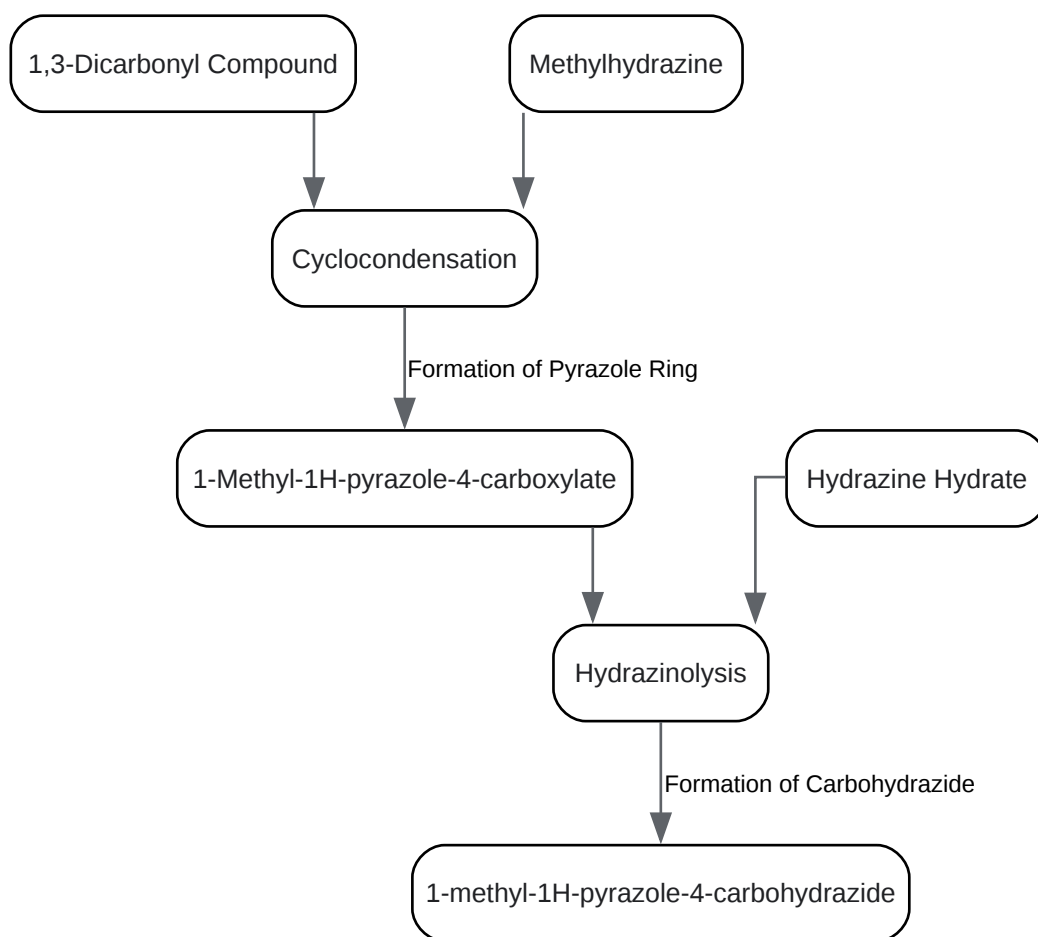 1,3-Dicarbonyl Compound
Methylhydrazine
Cyclocondensation
Formation of Pyrazole Ring
1-Methyl-1H-pyrazole-4-carboxylate
Hydrazine Hydrate
Hydrazinolysis
Formation of Carbohydrazide
1-methyl-1H-pyrazole-4-carbohydrazide